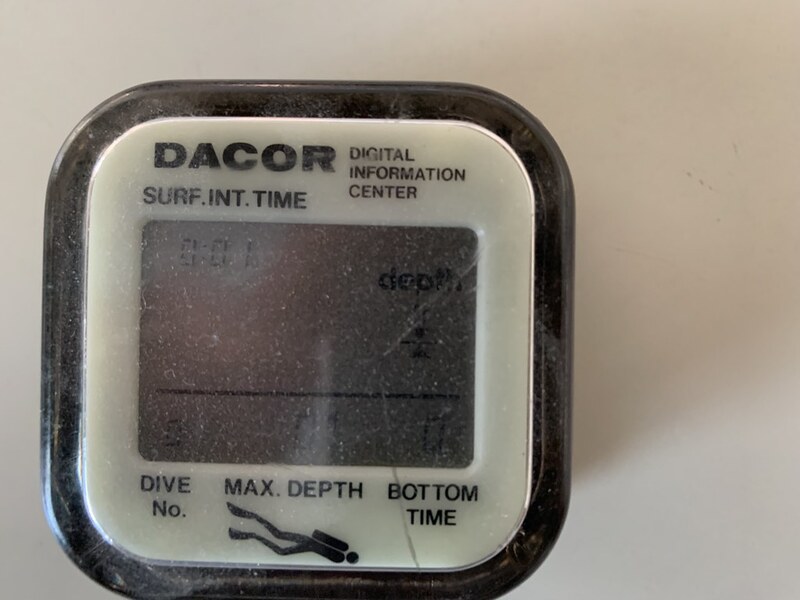 DACOR
DIGITAL
INFORMATION
CENTER
SURF.INT.TIME
depth
DIVE
No.
MAX. DEPTH
BOTTOM
TIME